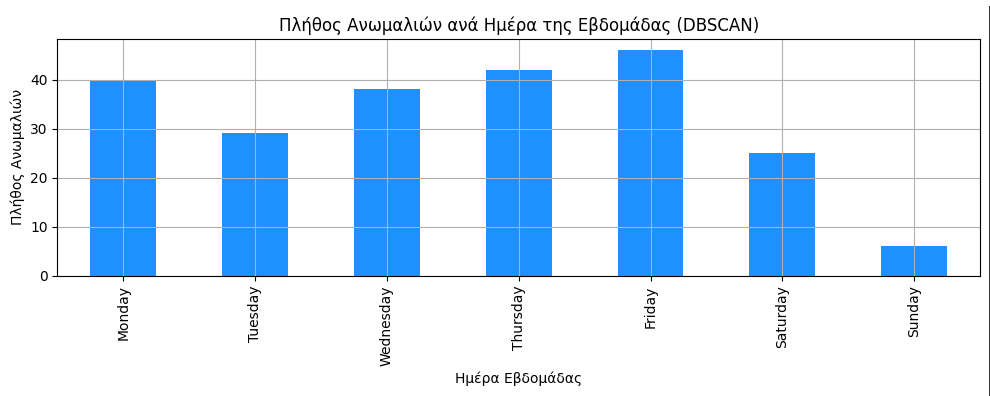 Πλήθος Ανωμαλιών ανά Ημέρα της Εβδομάδας (DBSCAN)
Πλήθος Ανωμαλιών
40
30
20
10
0
Monday
Tuesday
Wednesday
Thursday
Friday
Saturday
Sunday
Ημέρα Εβδομάδας